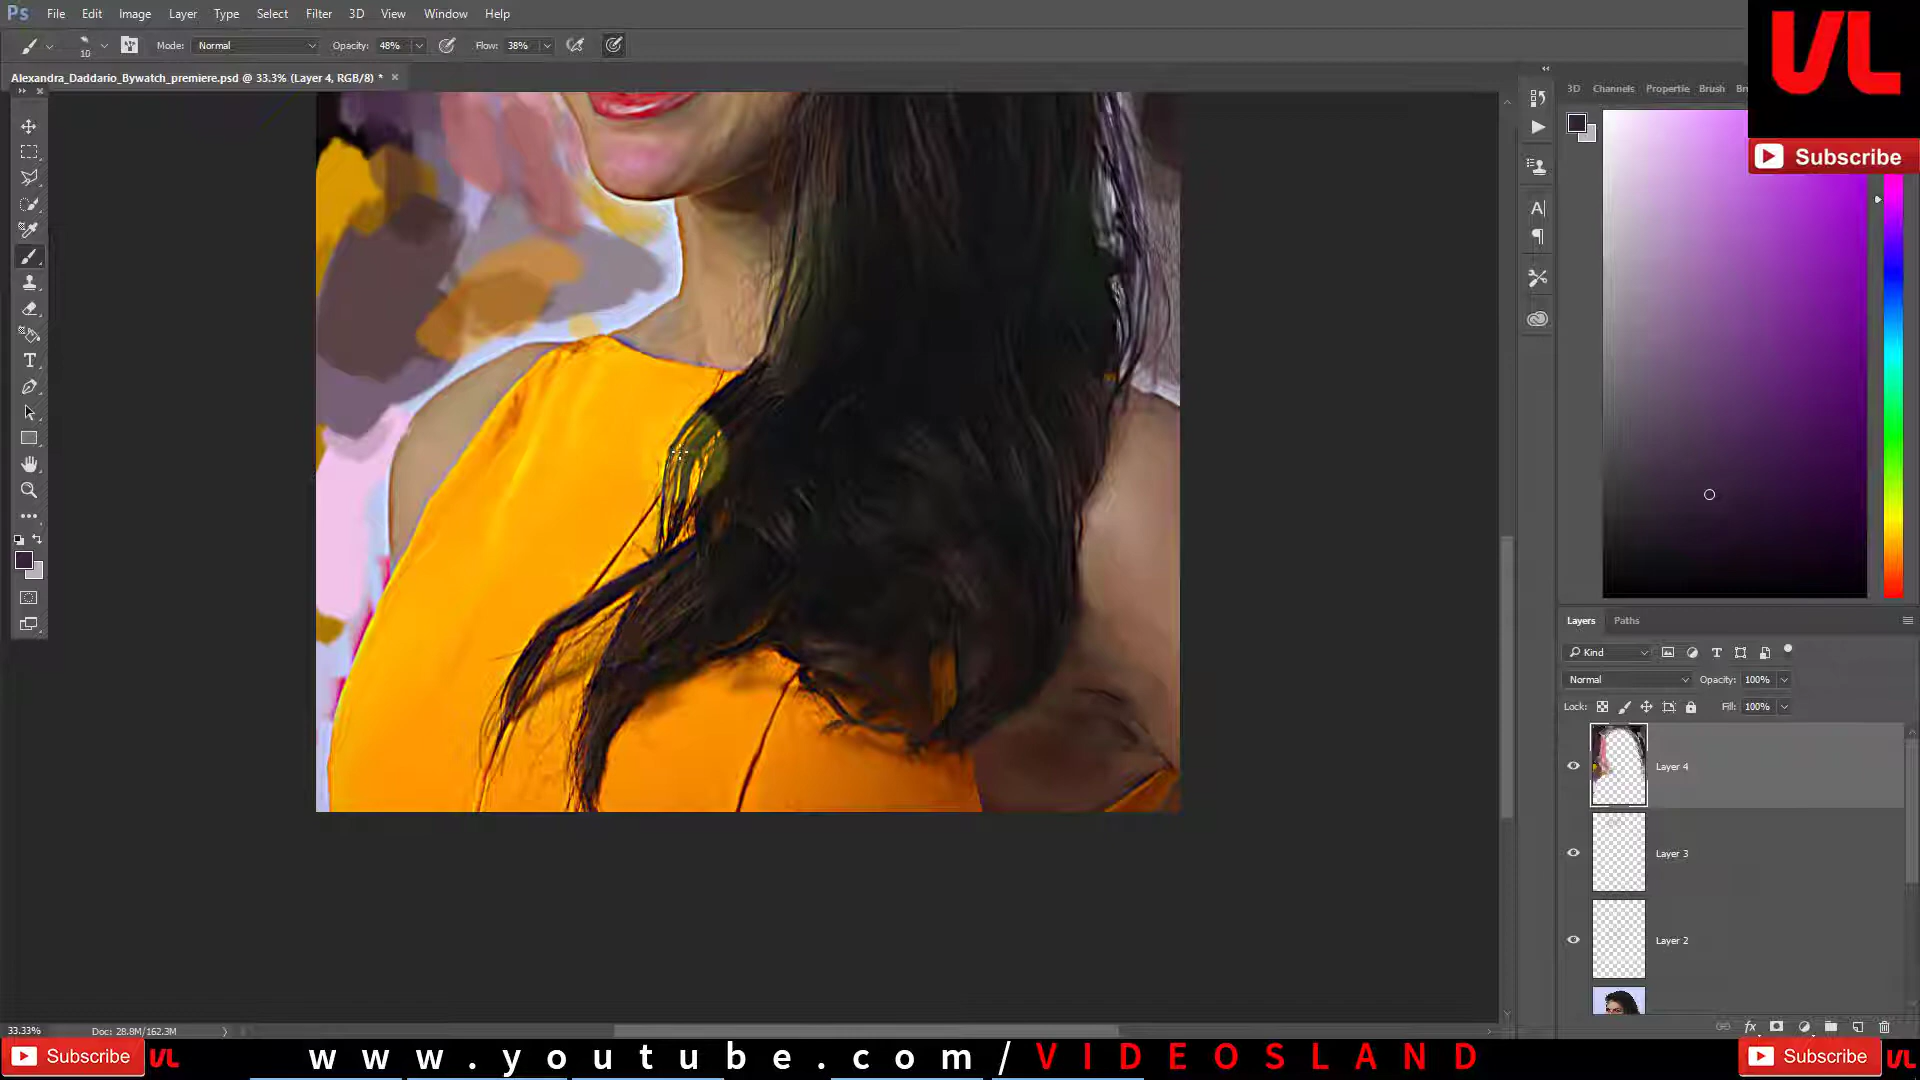 Ps File Edit Image Layer Type Select Filter 3D View Window Help
10 Mode: Normal Opacity: 48% Flow: 38%
Alexandra_Daddario_Bywatch_premiere.psd @ 33.3% (Layer 4, RGB/8) *
3D Channels Propertie Brush
VL
Subscribe
Layers Paths
Kind
Normal Opacity: 100%
Lock: Fill: 100%
Layer 4
Layer 3
Layer 2
33.33% Doc: 28.8M/162.3M
Subscribe VL www.youtube.com/VIDEOSLAND Subscribe VL